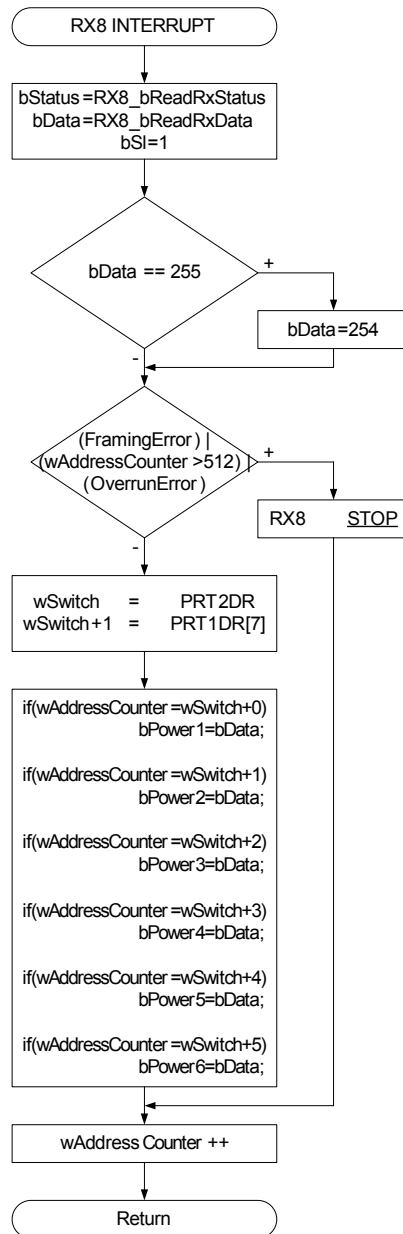 RX8 INTERRUPT
bStatus=RX8_bReadRxStatus
bData=RX8_bReadRxData
bSI=1
bData == 255
+
bData=254
-
(FramingError) |
(wAddressCounter >512) |
(OverrunError)
+
RX8 STOP
-
wSwitch = PRT2DR
wSwitch+1 = PRT1DR[7]
if(wAddressCounter=wSwitch+0)
bPower1=bData;
if(wAddressCounter=wSwitch+1)
bPower2=bData;
if(wAddressCounter=wSwitch+2)
bPower3=bData;
if(wAddressCounter=wSwitch+3)
bPower4=bData;
if(wAddressCounter=wSwitch+4)
bPower5=bData;
if(wAddressCounter=wSwitch+5)
bPower6=bData;
wAddress Counter ++
Return